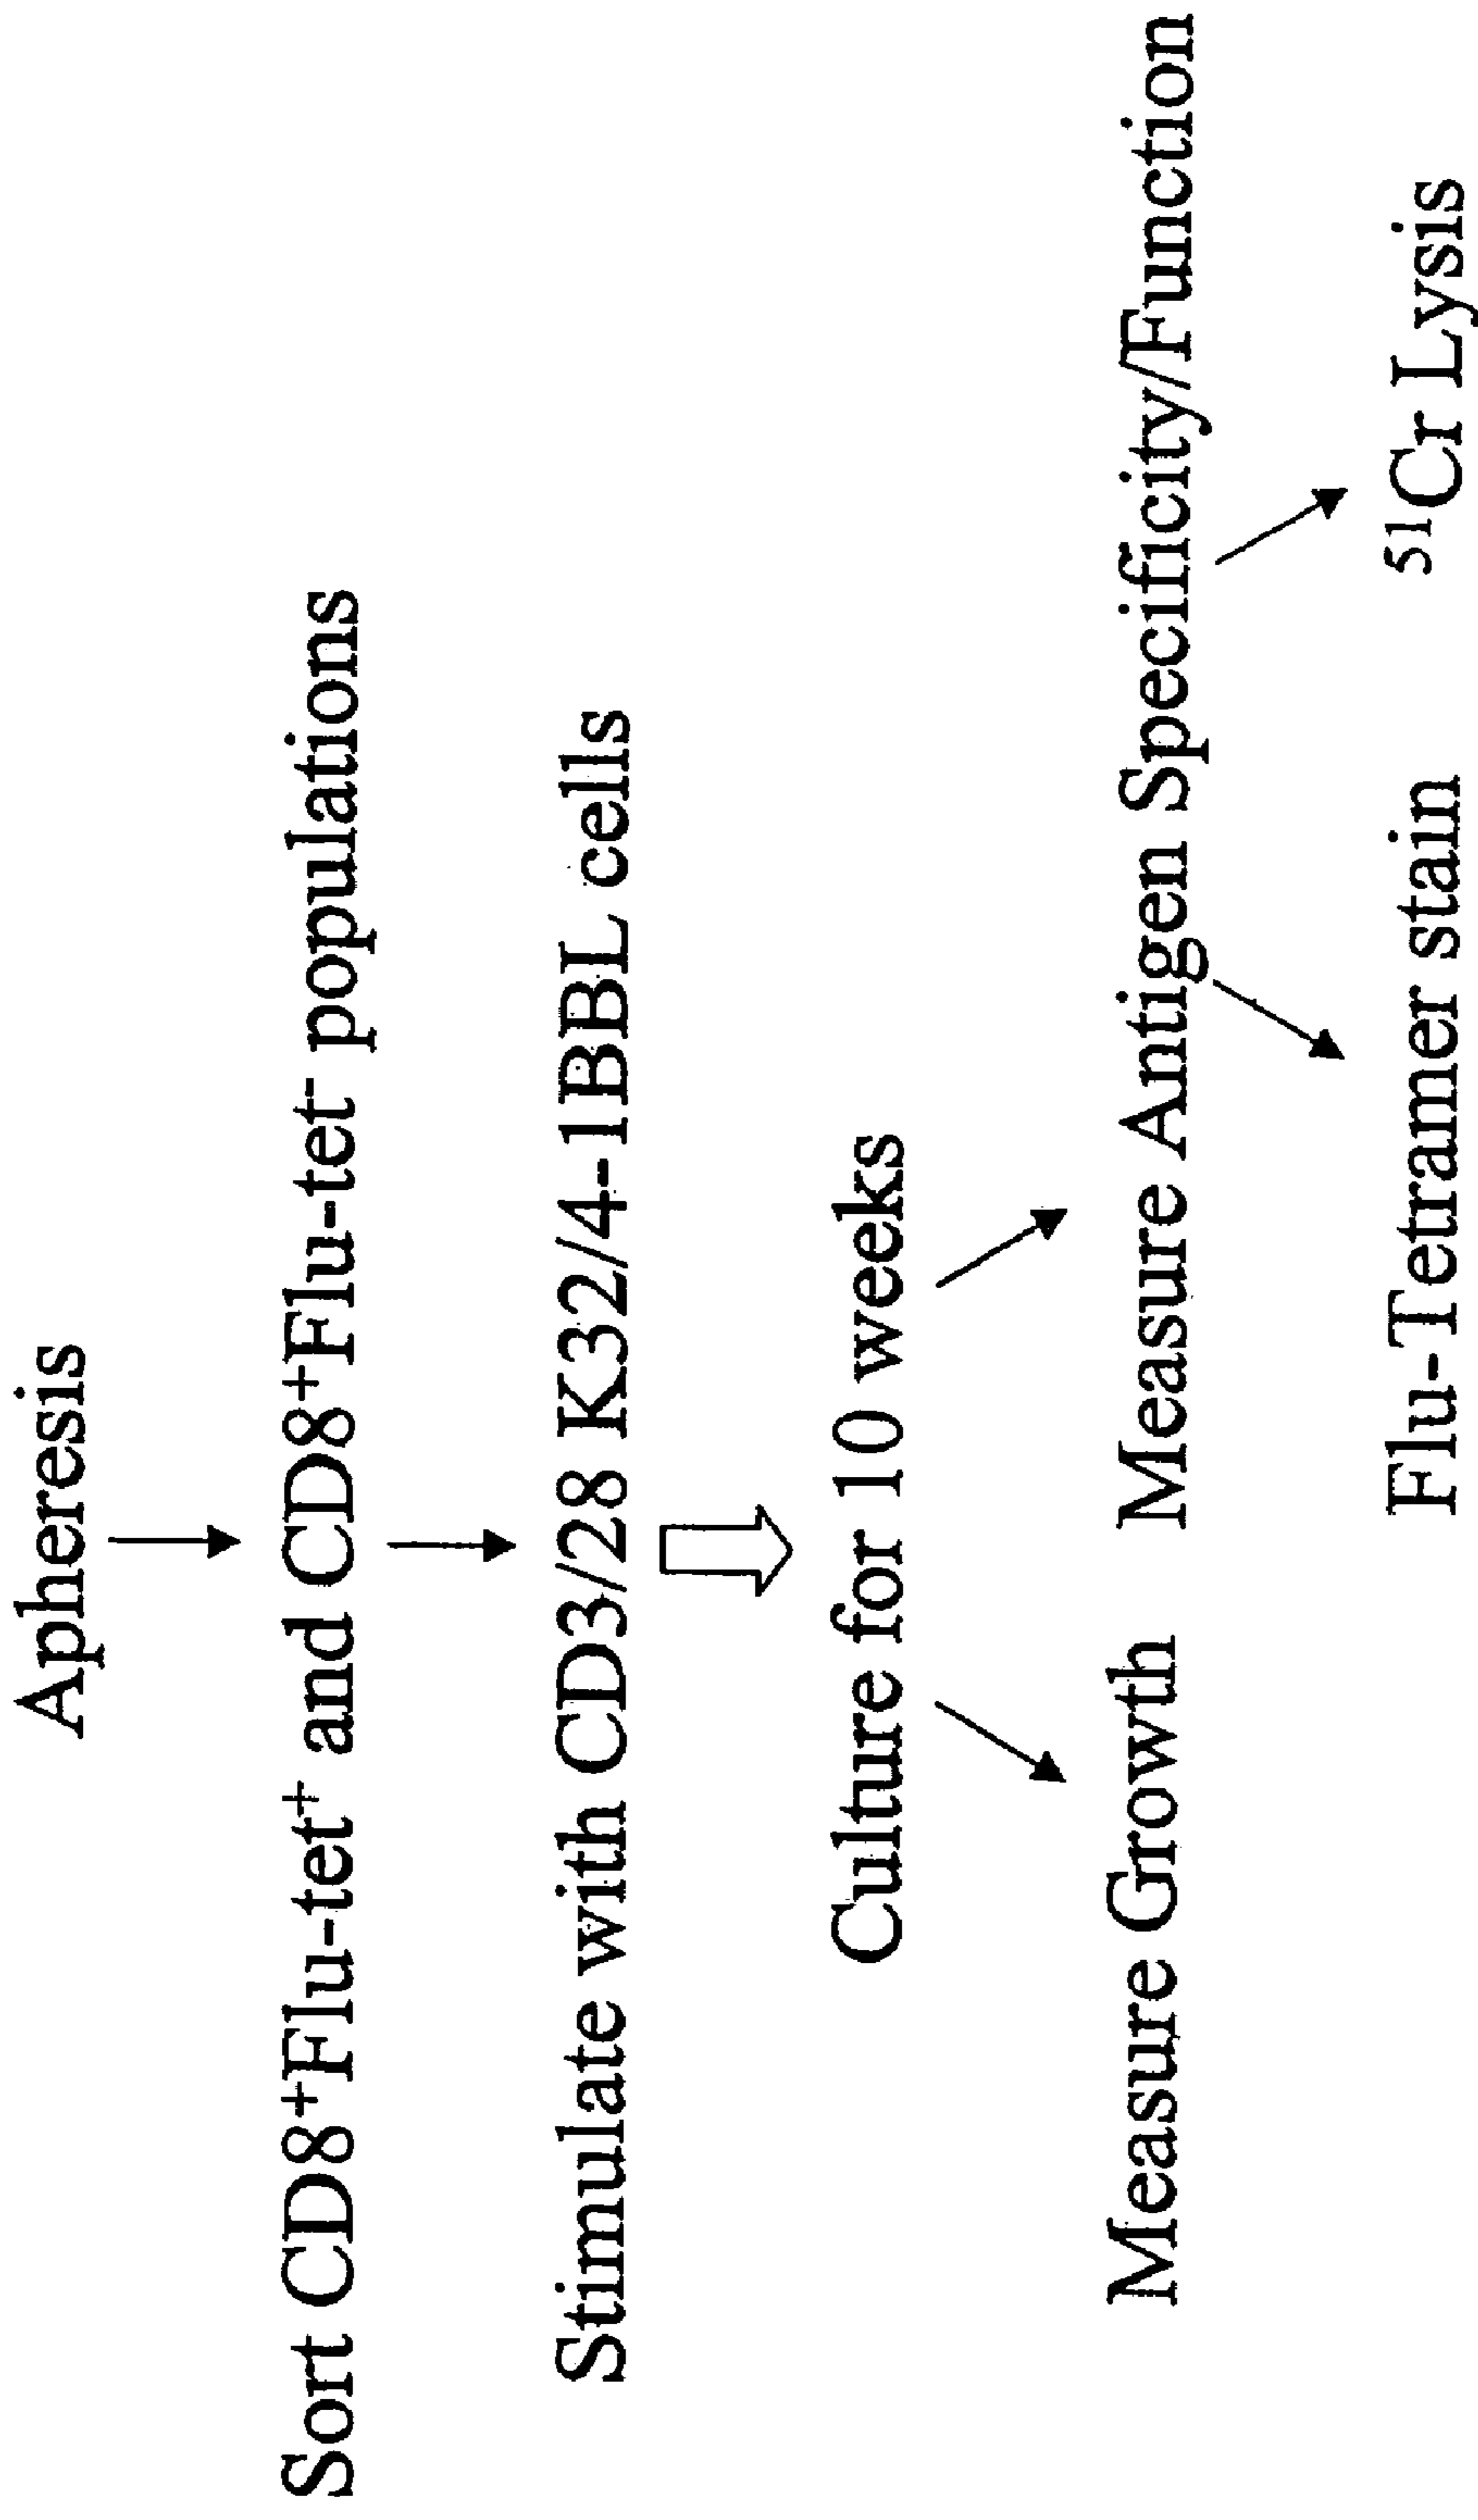 Apheresis
Sort CD8⁺Flu-tet⁺ and CD8⁺Flu-tet⁻ populations
Stimulate with CD3/28 K32/4-1BBL cells
Culture for 10 weeks
Measure Growth
Measure Antigen Specificity/Function
Flu-Tetramer stain
⁵¹Cr Lysis